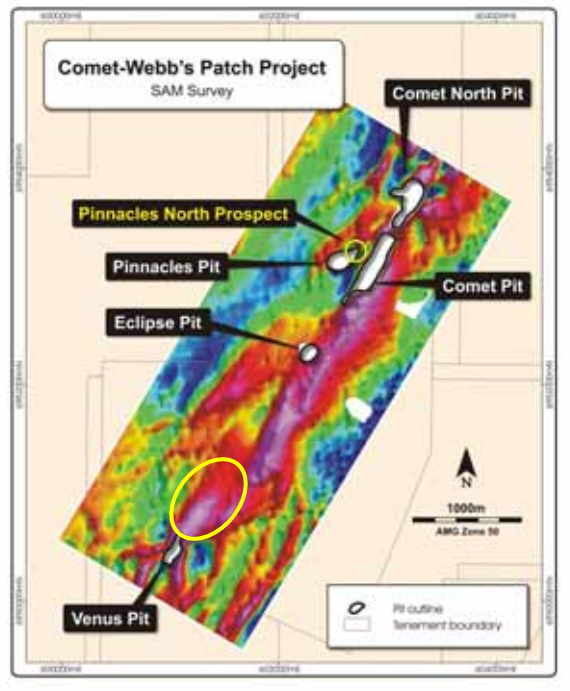 Comet-Webb's Patch Project
SAM Survey
Comet North Pit
Pinnacles North Prospect
Pinnacles Pit
Comet Pit
Eclipse Pit
N
1000m
AMG Zone 50
Venus Pit
Pit outline
Tenement boundary